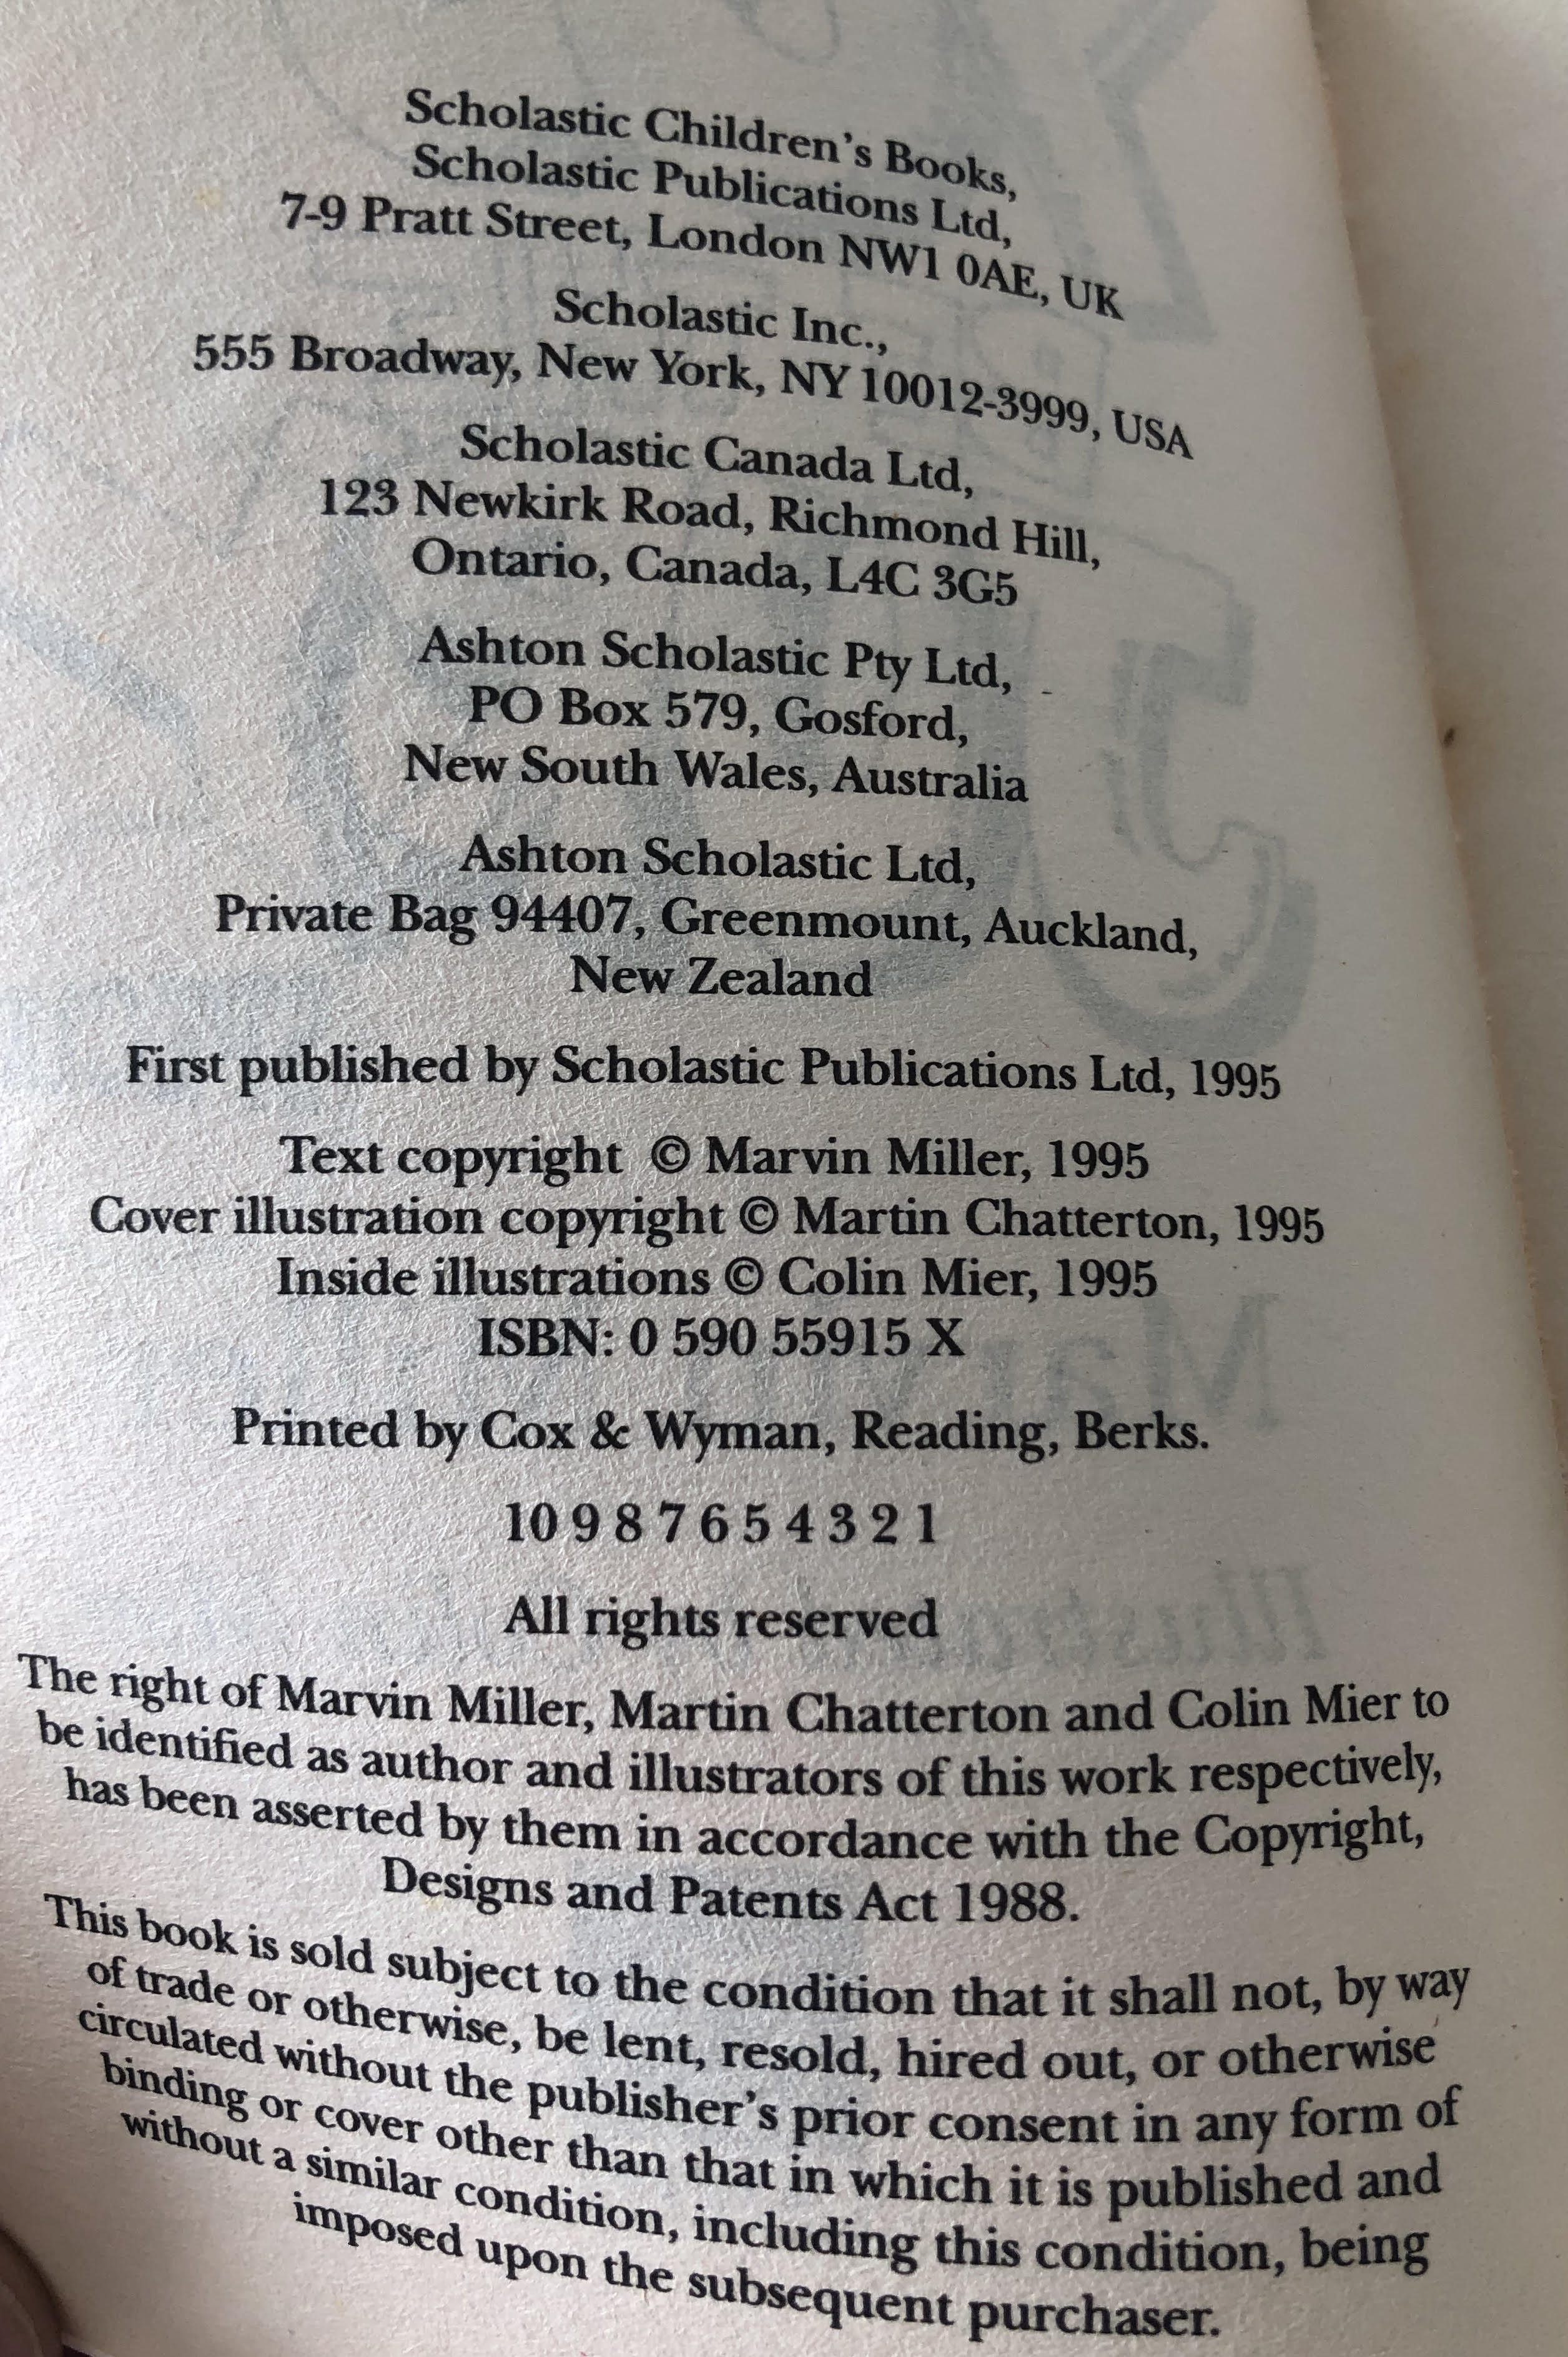 Scholastic Children's Books,
Scholastic Publications Ltd,
7-9 Pratt Street, London NW1 0AE, UK
Scholastic Inc.,
555 Broadway, New York, NY 10012-3999, USA
Scholastic Canada Ltd,
123 Newkirk Road, Richmond Hill,
Ontario, Canada, L4C 3G5
Ashton Scholastic Pty Ltd,
PO Box 579, Gosford,
New South Wales, Australia
Ashton Scholastic Ltd,
Private Bag 94407, Greenmount, Auckland,
New Zealand
First published by Scholastic Publications Ltd, 1995
Text copyright © Marvin Miller, 1995
Cover illustration copyright © Martin Chatterton, 1995
Inside illustrations © Colin Mier, 1995
ISBN: 0 590 55915 X
Printed by Cox & Wyman, Reading, Berks.
10 9 8 7 6 5 4 3 2 1
All rights reserved
The right of Marvin Miller, Martin Chatterton and Colin Mier to
be identified as author and illustrators of this work respectively,
has been asserted by them in accordance with the Copyright,
Designs and Patents Act 1988.
This book is sold subject to the condition that it shall not, by way
of trade or otherwise, be lent, resold, hired out, or otherwise
circulated without the publisher's prior consent in any form of
binding or cover other than that in which it is published and
without a similar condition, including this condition, being
imposed upon the subsequent purchaser.